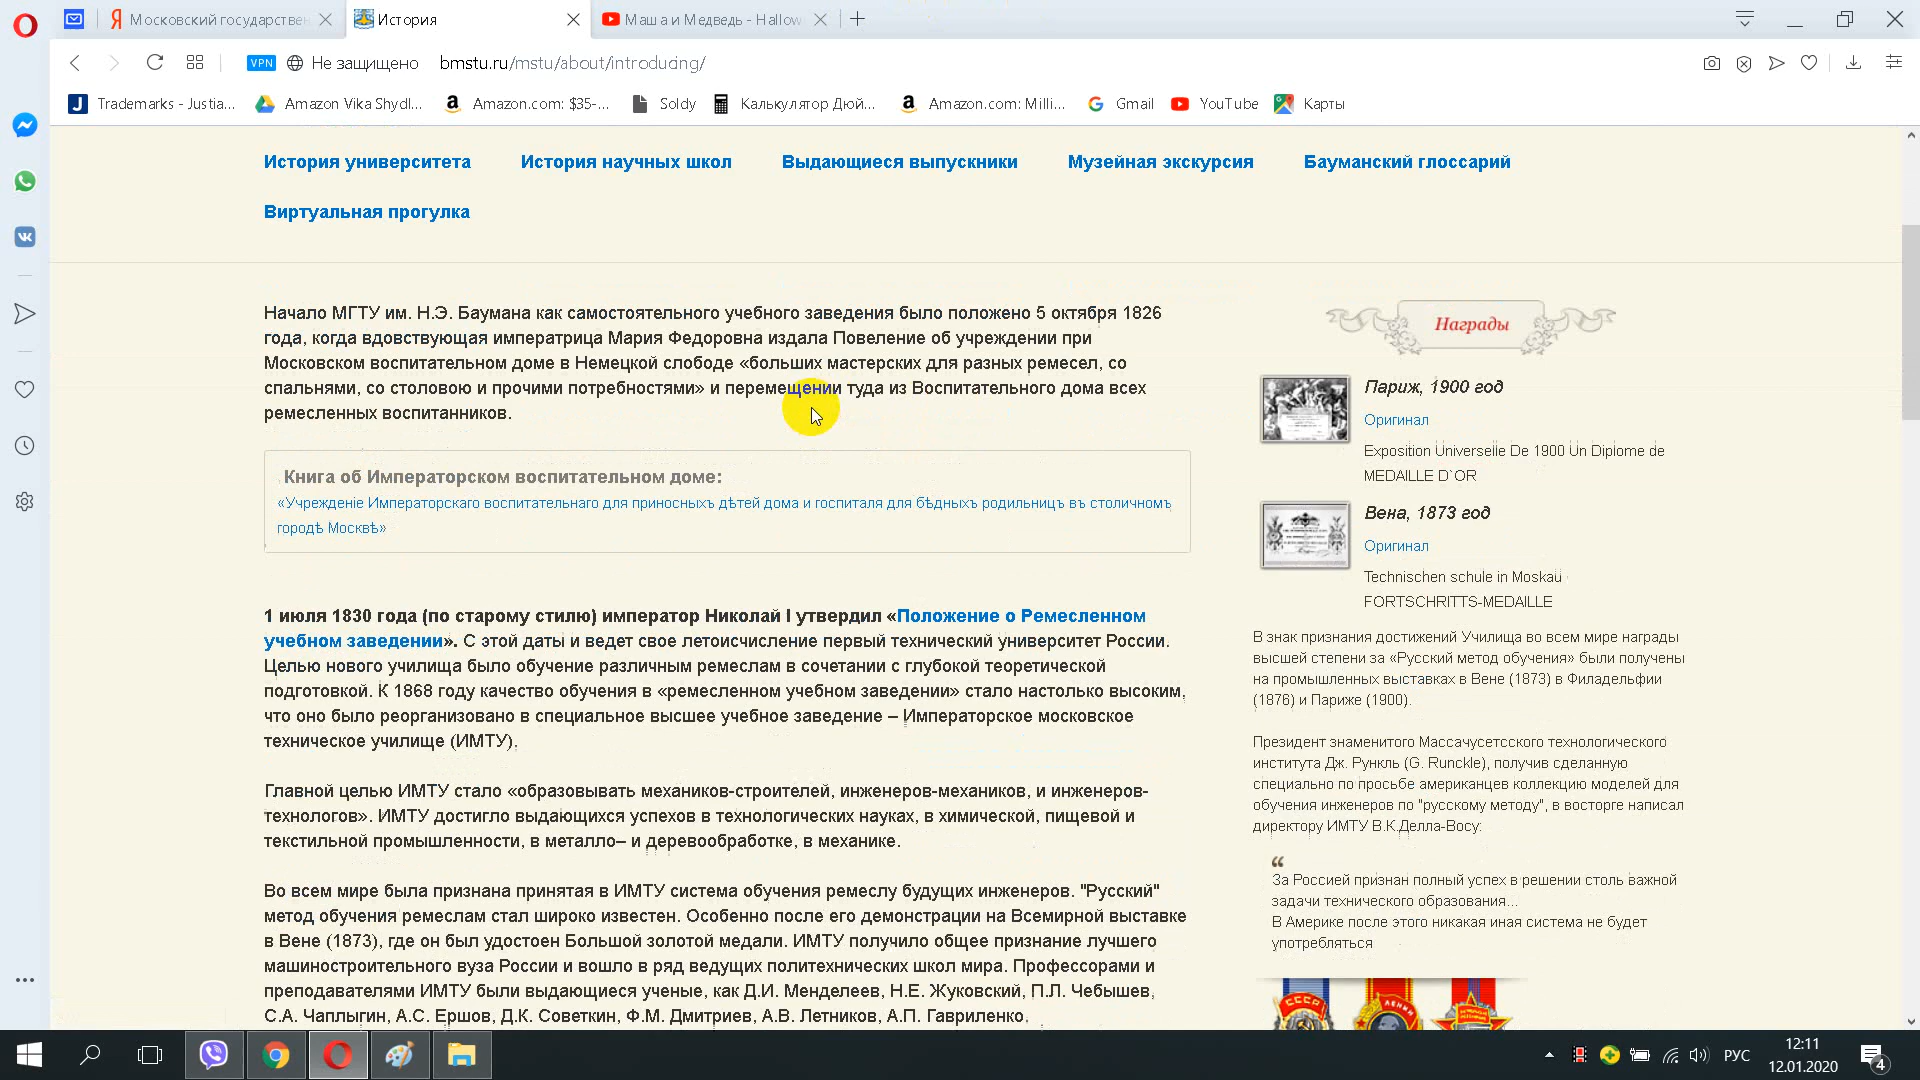 Московский государствен
История
Маша и Медведь - Hallow
VPN
Не защищено
bmstu.ru/mstu/about/introducing/
Trademarks - Justia...
Amazon Vika Shydl...
Amazon.com: $35-...
Soldy
Калькулятор Дюй...
Amazon.com: Milli...
Gmail
YouTube
Карты
История университета
История научных школ
Выдающиеся выпускники
Музейная экскурсия
Бауманский глоссарий
Виртуальная прогулка
Начало МГТУ им. Н.Э. Баумана как самостоятельного учебного заведения было положено 5 октября 1826
года, когда вдовствующая императрица Мария Федоровна издала Повеление об учреждении при
Московском воспитательном доме в Немецкой слободе «больших мастерских для разных ремесел, со
спальнями, со столовою и прочими потребностями» и перемещении туда из Воспитательного дома всех
ремесленных воспитанников.
Книга об Императорском воспитательном доме:
«Учрежденіе Императорскаго воспитательнаго для приносныхъ дѣтей дома и госпиталя для бѣдныхъ родильницъ въ столичномъ
городѣ Москвѣ»
1 июля 1830 года (по старому стилю) император Николай I утвердил «Положение о Ремесленном
учебном заведении». С этой даты и ведет свое летоисчисление первый технический университет России.
Целью нового училища было обучение различным ремеслам в сочетании с глубокой теоретической
подготовкой. К 1868 году качество обучения в «ремесленном учебном заведении» стало настолько высоким,
что оно было реорганизовано в специальное высшее учебное заведение – Императорское московское
техническое училище (ИМТУ).
Главной целью ИМТУ стало «образовывать механиков-строителей, инженеров-механиков, и инженеров-
технологов». ИМТУ достигло выдающихся успехов в технологических науках, в химической, пищевой и
текстильной промышленности, в металло– и деревообработке, в механике.
Во всем мире была признана принятая в ИМТУ система обучения ремеслу будущих инженеров. "Русский"
метод обучения ремеслам стал широко известен. Особенно после его демонстрации на Всемирной выставке
в Вене (1873), где он был удостоен Большой золотой медали. ИМТУ получило общее признание лучшего
машиностроительного вуза России и вошло в ряд ведущих политехнических школ мира. Профессорами и
преподавателями ИМТУ были выдающиеся ученые, как Д.И. Менделеев, Н.Е. Жуковский, П.Л. Чебышев,
С.А. Чаплыгин, А.С. Ершов, Д.К. Советкин, Ф.М. Дмитриев, А.В. Летников, А.П. Гавриленко.
Награды
Париж, 1900 год
Оригинал
Exposition Universelle De 1900 Un Diplome de
MEDAILLE D`OR
Вена, 1873 год
Оригинал
Technischen schule in Moskau
FORTSCHRITTS-MEDAILLE
В знак признания достижений Училища во всем мире награды
высшей степени за «Русский метод обучения» были получены
на промышленных выставках в Вене (1873) в Филадельфии
(1876) и Париже (1900).
Президент знаменитого Массачусетсского технологического
института Дж. Рункль (G. Runckle), получив сделанную
специально по просьбе американцев коллекцию моделей для
обучения инженеров по "русскому методу", в восторге написал
директору ИМТУ В.К.Делла-Восу:
“
За Россией признан полный успех в решении столь важной
задачи технического образования...
В Америке после этого никакая иная система не будет
употребляться
СССР
ЛЕНИН
РУС
12:11
12.01.2020
4